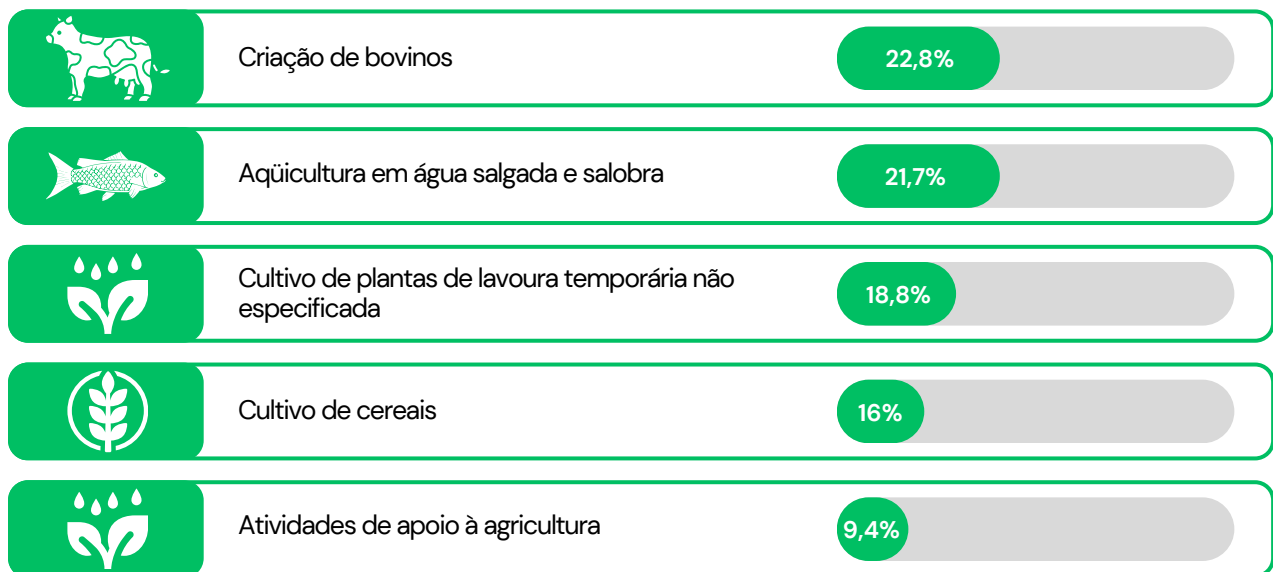 Criação de bovinos
22,8%
Aqüicultura em água salgada e salobra
21,7%
Cultivo de plantas de lavoura temporária não
especificada
18,8%
Cultivo de cereais
16%
Atividades de apoio à agricultura
9,4%